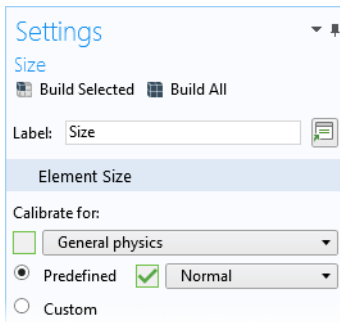 Settings
Size
Build Selected Build All
Label: Size
Element Size
Calibrate for:
General physics
Predefined Normal
Custom